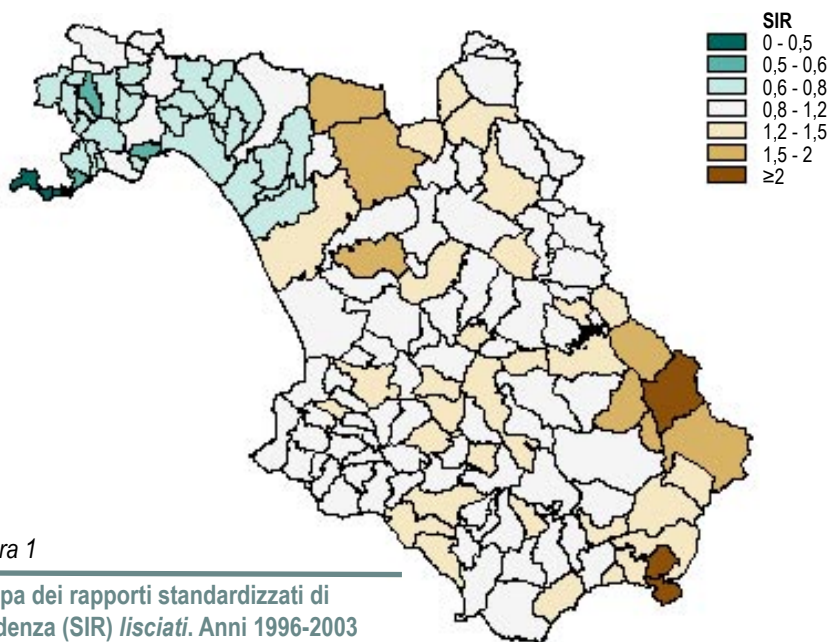 SIR
0 - 0,5
0,5 - 0,6
0,6 - 0,8
0,8 - 1,2
1,2 - 1,5
1,5 - 2
≥2
ra 1
pa dei rapporti standardizzati di
denza (SIR) lisciati. Anni 1996-2003